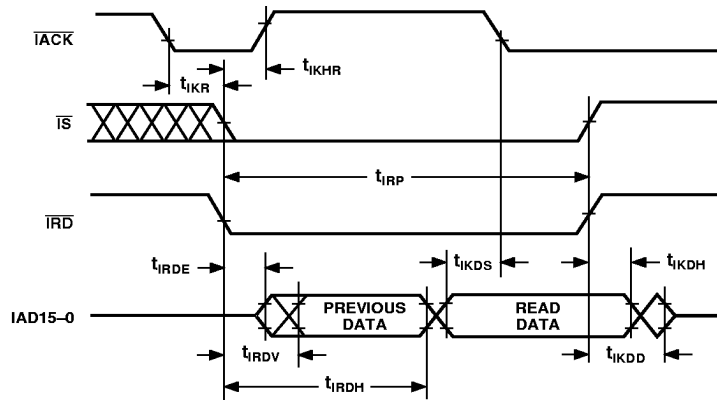 IACK
tIKR
tIKHR
IS
tIRP
IRD
tIRDE
tIKDS
tIKDH
IAD15–0
PREVIOUS
DATA
READ
DATA
tIRDV
tIKDD
tIRDH